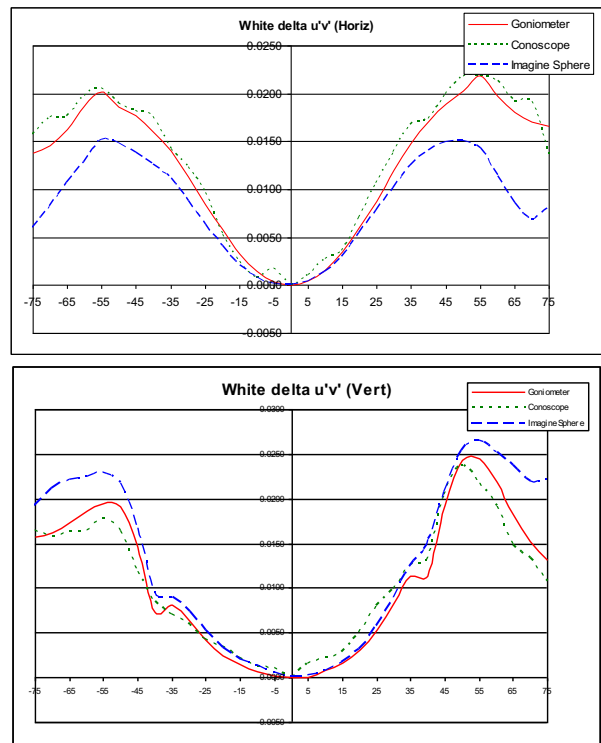 White delta u'v' (Horiz)
Goniometer
Conoscope
Imagine Sphere
0.0250
0.0200
0.0150
0.0100
0.0050
0.0000
-0.0050
-75 -65 -55 -45 -35 -25 -15 -5 5 15 25 35 45 55 65 75
White delta u'v' (Vert)
Goniometer
Conoscope
Imagine Sphere
0.0300
0.0250
0.0200
0.0150
0.0100
0.0050
0.0000
0.0050
-75 -65 -55 -45 -35 -25 -15 -5 5 15 25 35 45 55 65 75